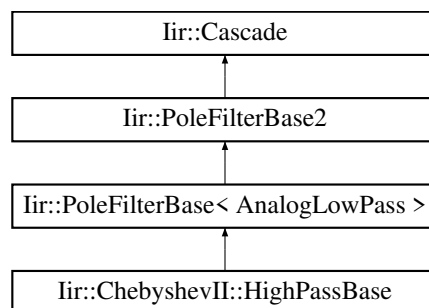 Iir::Cascade
Iir::PoleFilterBase2
Iir::PoleFilterBase< AnalogLowPass >
Iir::ChebyshevII::HighPassBase